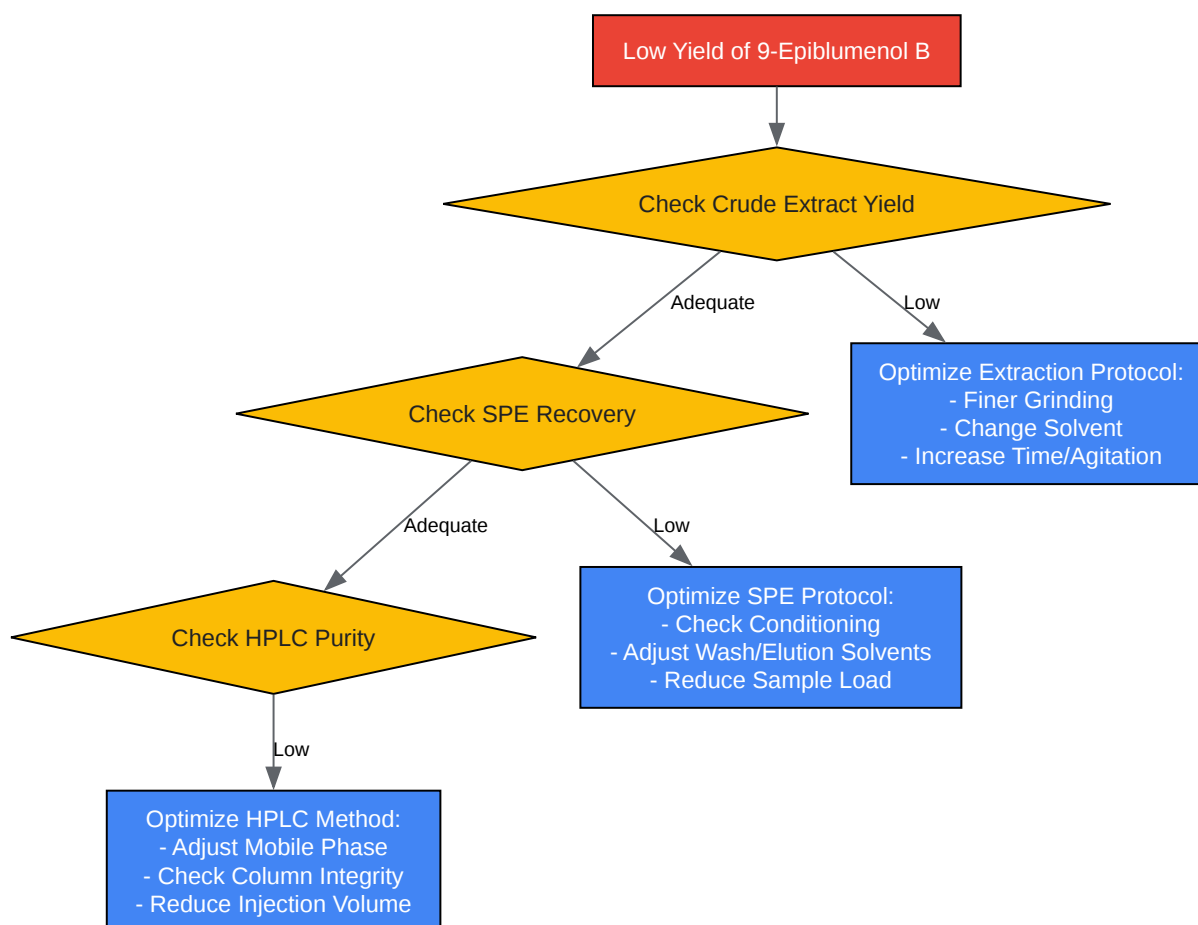 Low Yield of 9-Epiblumenol B
Check Crude Extract Yield
Adequate
Low
Optimize Extraction Protocol:
- Finer Grinding
- Change Solvent
- Increase Time/Agitation
Check SPE Recovery
Adequate
Low
Optimize SPE Protocol:
- Check Conditioning
- Adjust Wash/Elution Solvents
- Reduce Sample Load
Check HPLC Purity
Low
Optimize HPLC Method:
- Adjust Mobile Phase
- Check Column Integrity
- Reduce Injection Volume